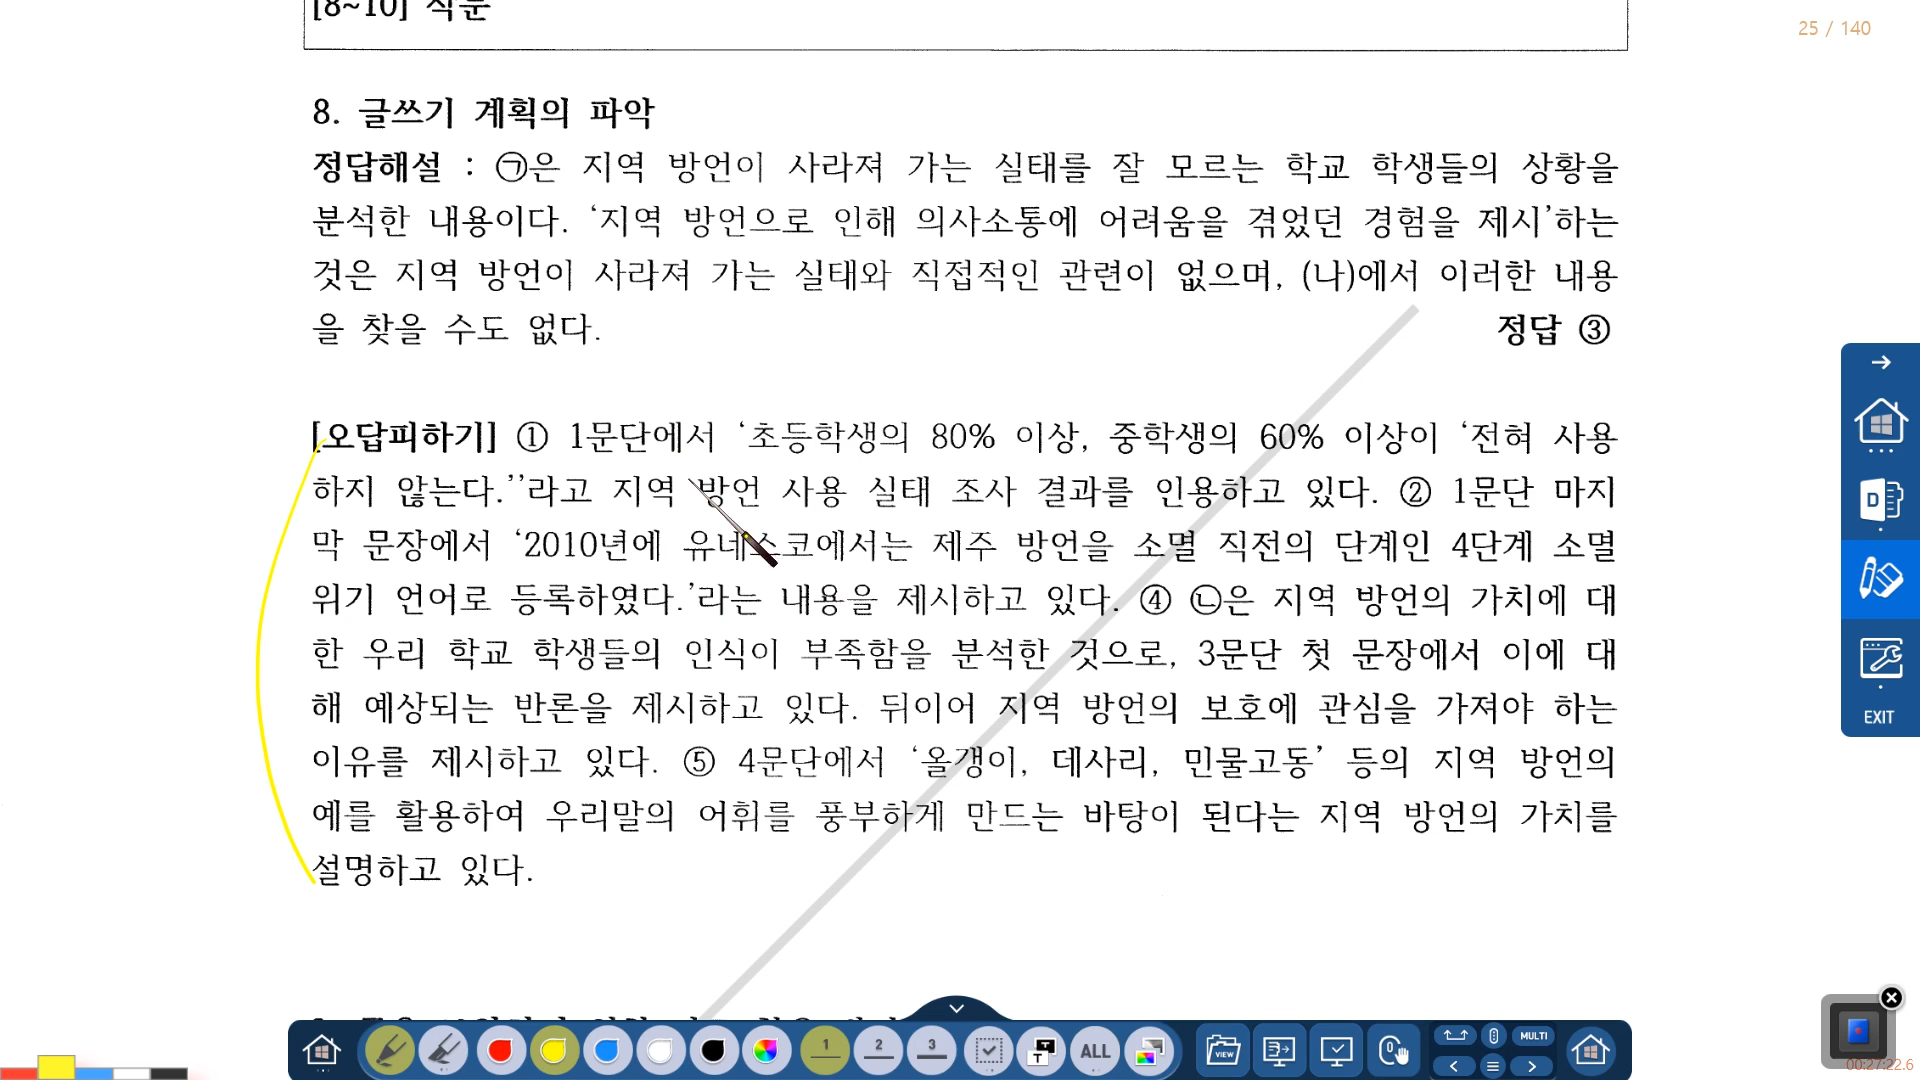 [8~10] 작문
25 / 140
8. 글쓰기 계획의 파악
정답해설 : ㉠은 지역 방언이 사라져 가는 실태를 잘 모르는 학교 학생들의 상황을
분석한 내용이다. ‘지역 방언으로 인해 의사소통에 어려움을 겪었던 경험을 제시’하는
것은 지역 방언이 사라져 가는 실태와 직접적인 관련이 없으며, (나)에서 이러한 내용
을 찾을 수도 없다. 정답 ③
[오답피하기] ① 1문단에서 ‘초등학생의 80% 이상, 중학생의 60% 이상이 ‘전혀 사용
하지 않는다.’’라고 지역 방언 사용 실태 조사 결과를 인용하고 있다. ② 1문단 마지
막 문장에서 ‘2010년에 유네스코에서는 제주 방언을 소멸 직전의 단계인 4단계 소멸
위기 언어로 등록하였다.’라는 내용을 제시하고 있다. ④ ㉡은 지역 방언의 가치에 대
한 우리 학교 학생들의 인식이 부족함을 분석한 것으로, 3문단 첫 문장에서 이에 대
해 예상되는 반론을 제시하고 있다. 뒤이어 지역 방언의 보호에 관심을 가져야 하는
이유를 제시하고 있다. ⑤ 4문단에서 ‘올갱이, 데사리, 민물고동’ 등의 지역 방언의
예를 활용하여 우리말의 어휘를 풍부하게 만드는 바탕이 된다는 지역 방언의 가치를
설명하고 있다.
D
EXIT
1 2 3 T T ALL VIEW MULTI
00:27:22.6